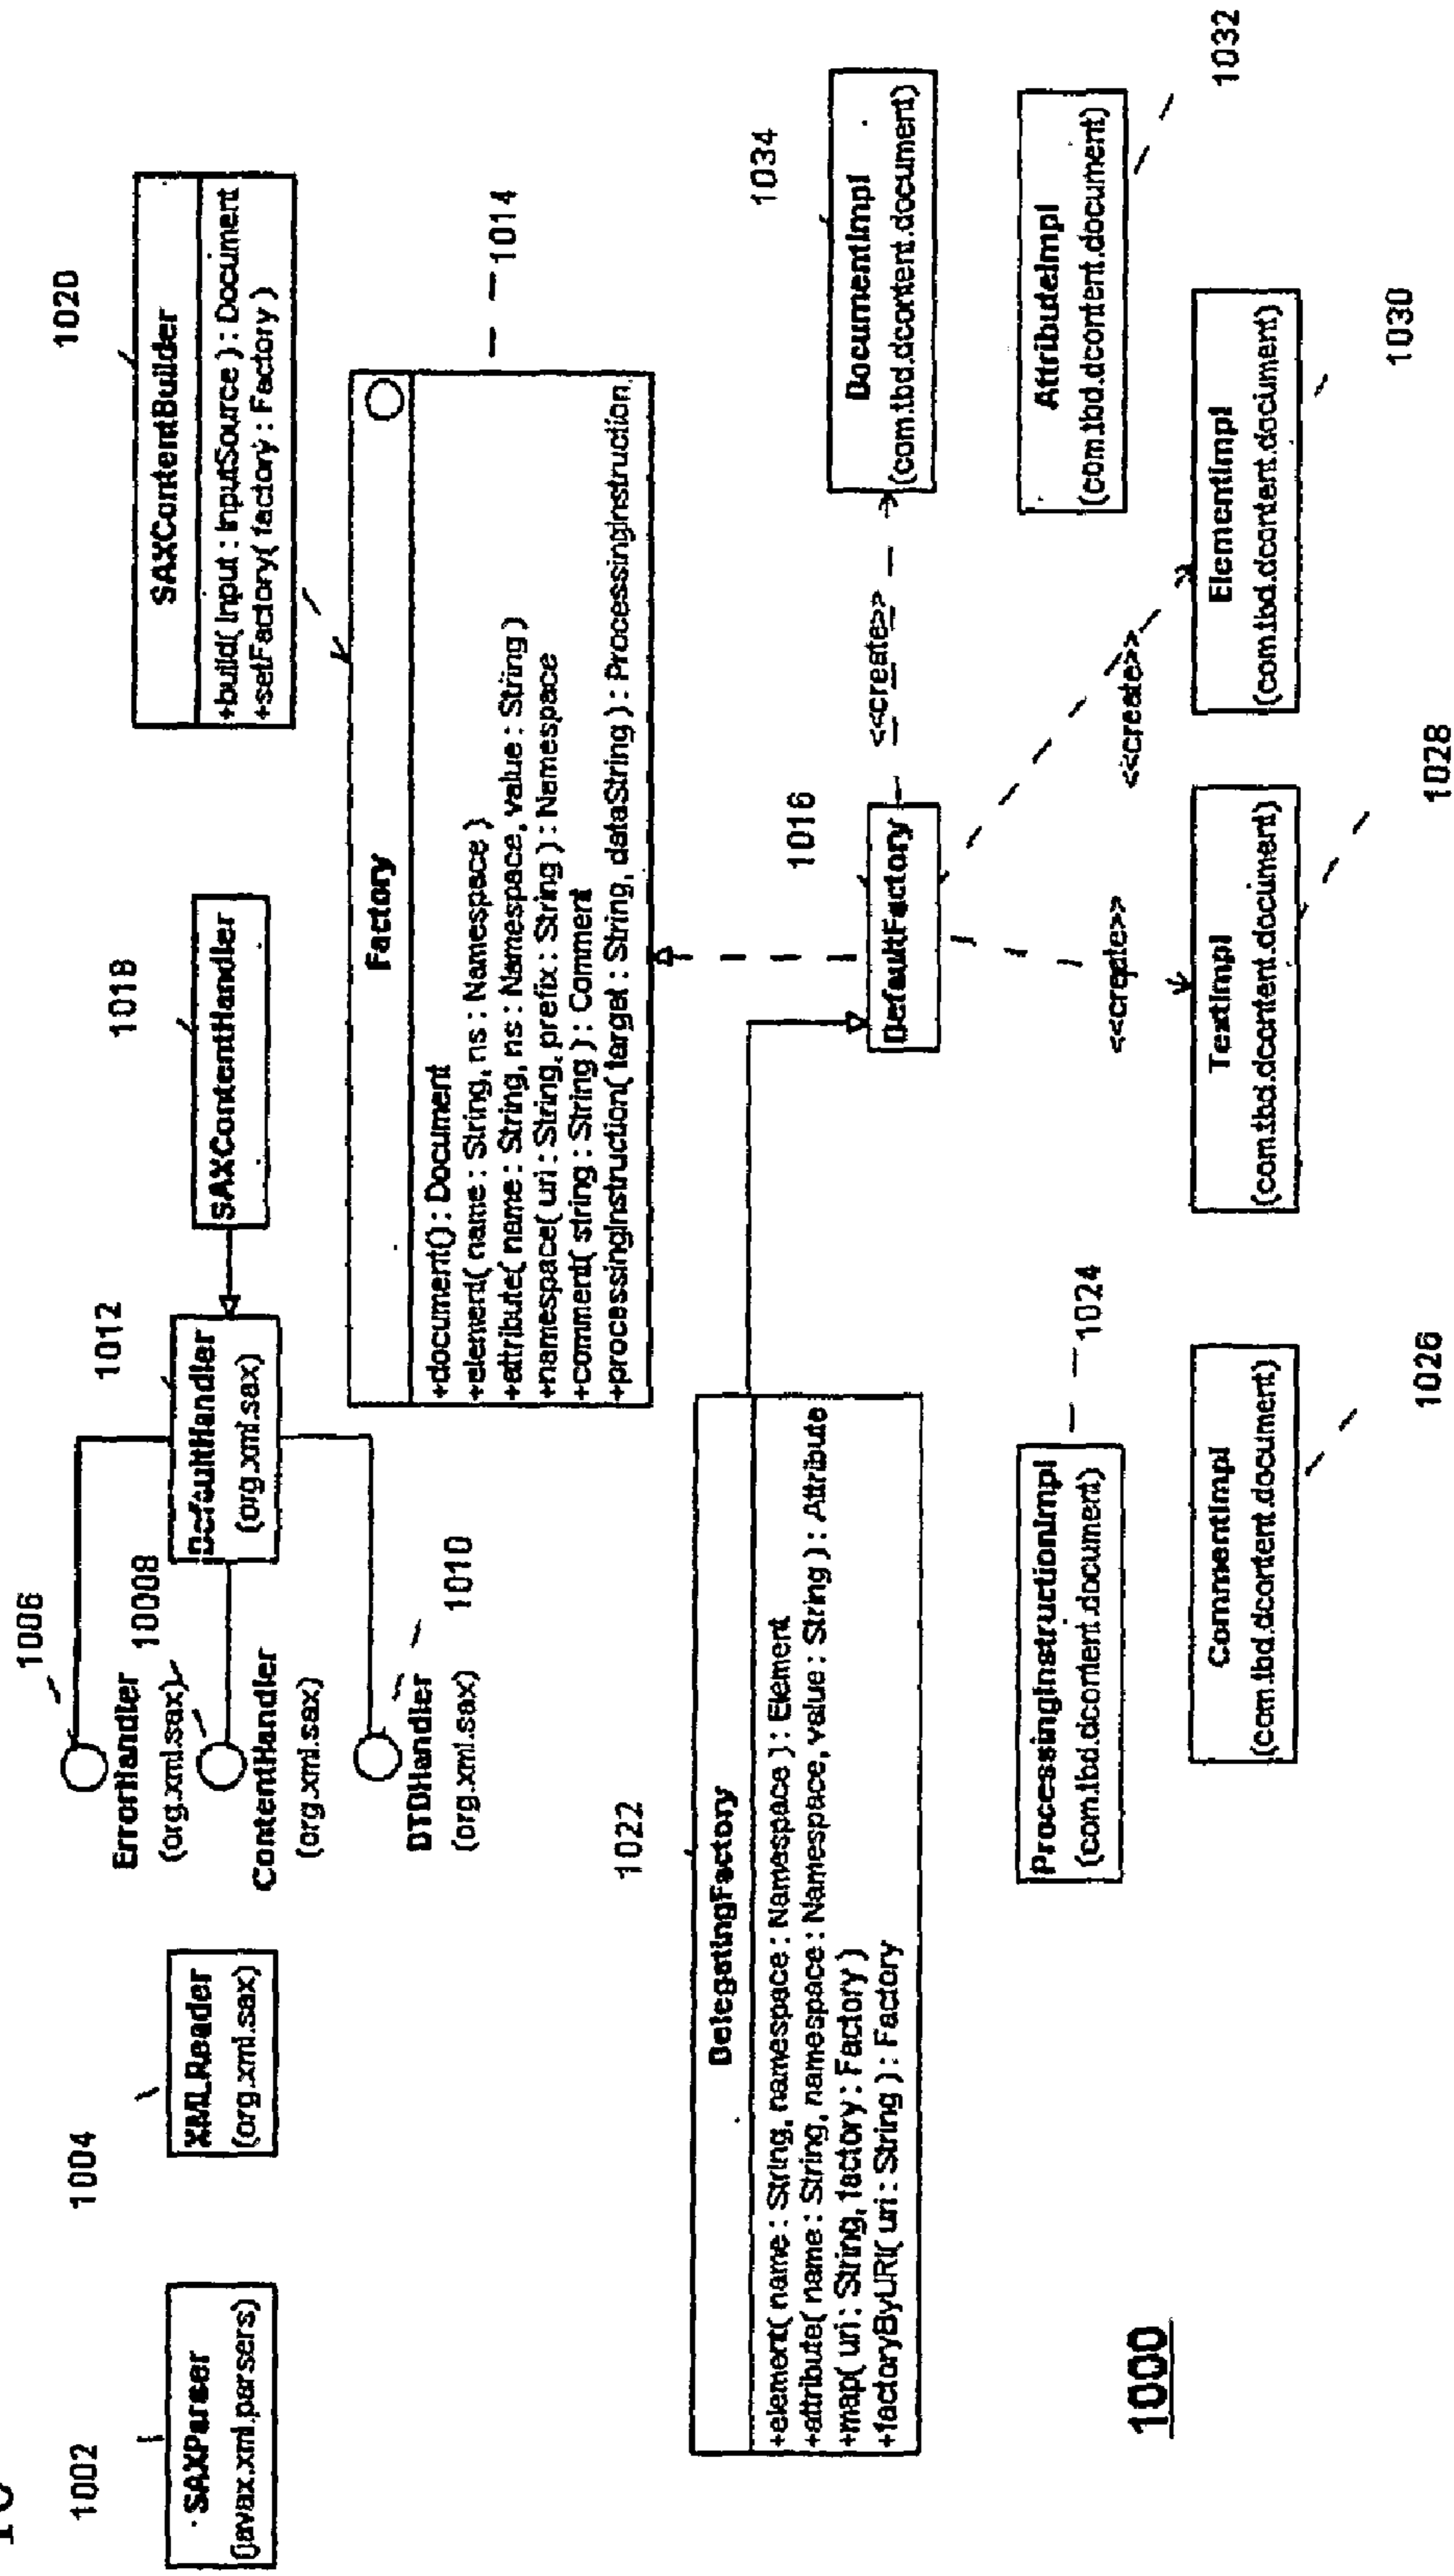 10
1002
SAXParser
(javax.xml.parsers)
1004
XMLReader
(org.xml.sax)
1006
ErrorHandler
(org.xml.sax)
10008
ContentHandler
(org.xml.sax)
DTDHandler
(org.xml.sax)
1010
1012
DefaultHandler
(org.xml.sax)
1018
SAXContentHandler
1020
SAXContentBuilder
+build( Input : InputSource ) : Document
+setFactory( factory : Factory )
Factory
+document() : Document
+element( name : String, ns : Namespace )
+attribute( name : String, ns : Namespace, value : String )
+namespace( uri : String, prefix : String ) : Namespace
+comment( string : String ) : Comment
+processingInstruction( target : String, dataString ) : ProcessingInstruction
1014
1022
DelegatingFactory
+element( name : String, namespace : Namespace ) : Element
+attribute( name : String, namespace : Namespace, value : String ) : Attribute
+map( uri : String, factory : Factory )
+factoryByURI( uri : String ) : Factory
1016
DefaultFactory
<<create>>
<<create>>
<<create>>
1034
DocumentImpl
(com.tbd.dcontent.document)
ProcessingInstructionImpl
(com.tbd.dcontent.document)
1024
AttributeImpl
(com.tbd.dcontent.document)
1032
CommentImpl
(com.tbd.dcontent.document)
1026
TextImpl
(com.tbd.dcontent.document)
1028
ElementImpl
(com.tbd.dcontent.document)
1030
1000